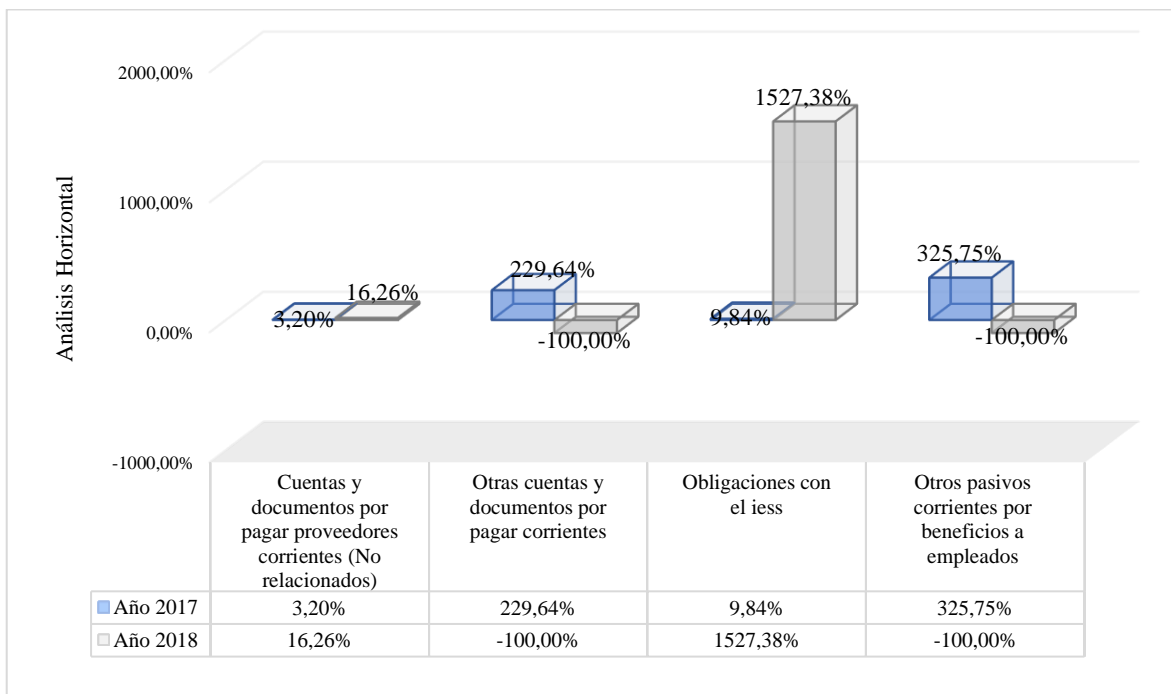 2000,00%
1000,00%
0,00%
-1000,00%
Análisis Horizontal
3,20%
16,26%
229,64%
-100,00%
9,84%
1527,38%
325,75%
-100,00%
Cuentas y
documentos por
pagar proveedores
corrientes (No
relacionados)
Otras cuentas y
documentos por
pagar corrientes
Obligaciones con
el iess
Otros pasivos
corrientes por
beneficios a
empleados
Año 2017 3,20% 229,64% 9,84% 325,75%
Año 2018 16,26% -100,00% 1527,38% -100,00%